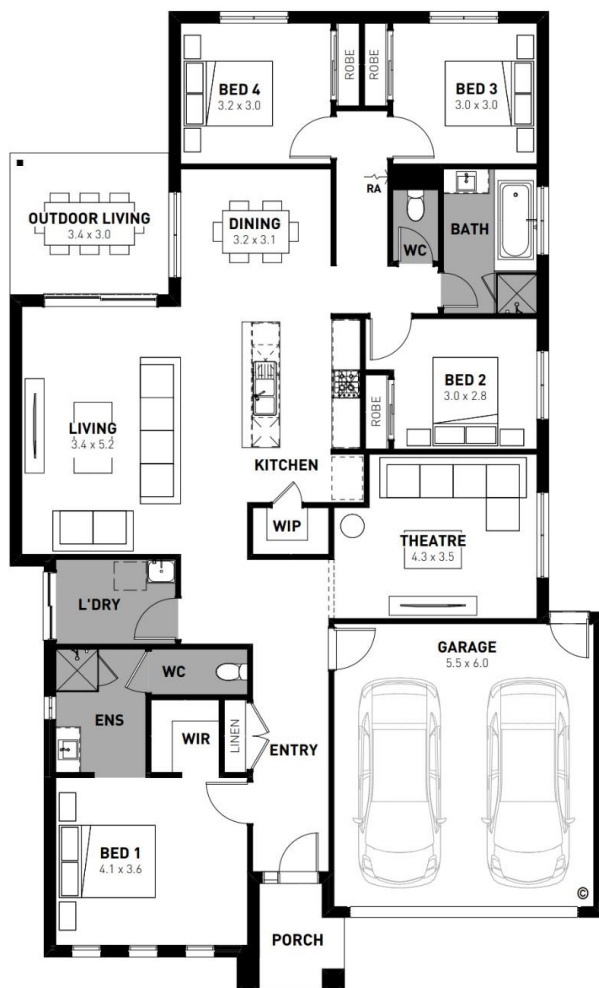 BED 4
3.2 x 3.0
ROBE
ROBE
BED 3
3.0 x 3.0
RA
OUTDOOR LIVING
3.4 x 3.0
DINING
3.2 x 3.1
WC
BATH
LIVING
3.4 x 5.2
KITCHEN
ROBE
BED 2
3.0 x 2.8
WIP
THEATRE
4.3 x 3.5
L'DRY
GARAGE
5.5 x 6.0
WC
ENS
WIR
LINEN
ENTRY
BED 1
4.1 x 3.6
PORCH
©